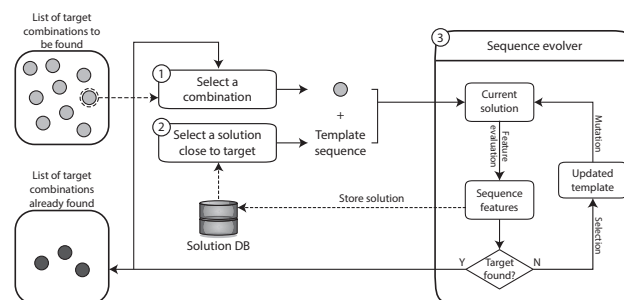 List of target
combinations to
be found
1
Select a
combination
2
Select a solution
close to target
+
Template
sequence
Solution DB
Store solution
List of target
combinations
already found
3
Sequence evolver
Current
solution
Feature
evaluation
Sequence
features
Target
found?
Y
N
Mutation
Updated
template
Selection